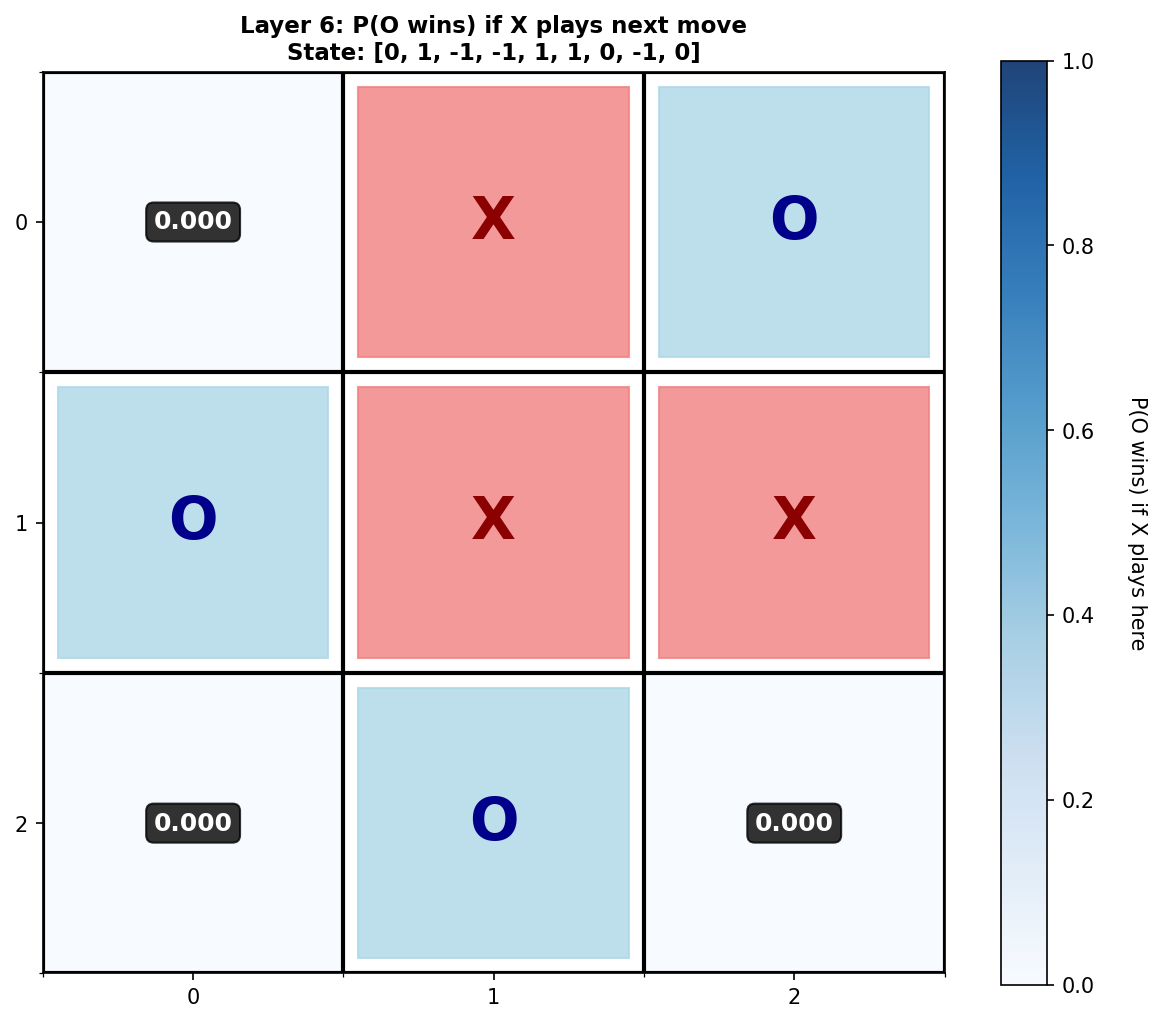 Layer 6: P(O wins) if X plays next move
State: [0, 1, -1, -1, 1, 1, 0, -1, 0]
0
0.000
X
O
1
O
X
X
2
0.000
O
0.000
0
1
2
1.0
0.8
0.6
0.4
0.2
0.0
P(O wins) if X plays here